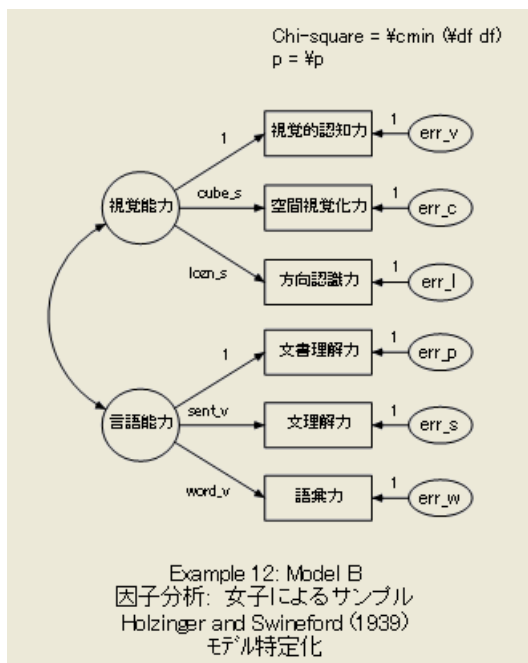 Chi-square = ¥cmin (¥df df)
p = ¥p
1
視覚的認知力
1
err_v
視覚能力
cube_s
空間視覚化力
1
err_c
lozn_s
方向認識力
1
err_l
1
文書理解力
1
err_p
言語能力
sent_v
文理解力
1
err_s
word_v
語彙力
1
err_w
Example 12: Model B
因子分析: 女子によるサンプル
Holzinger and Swineford (1939)
モデル特定化